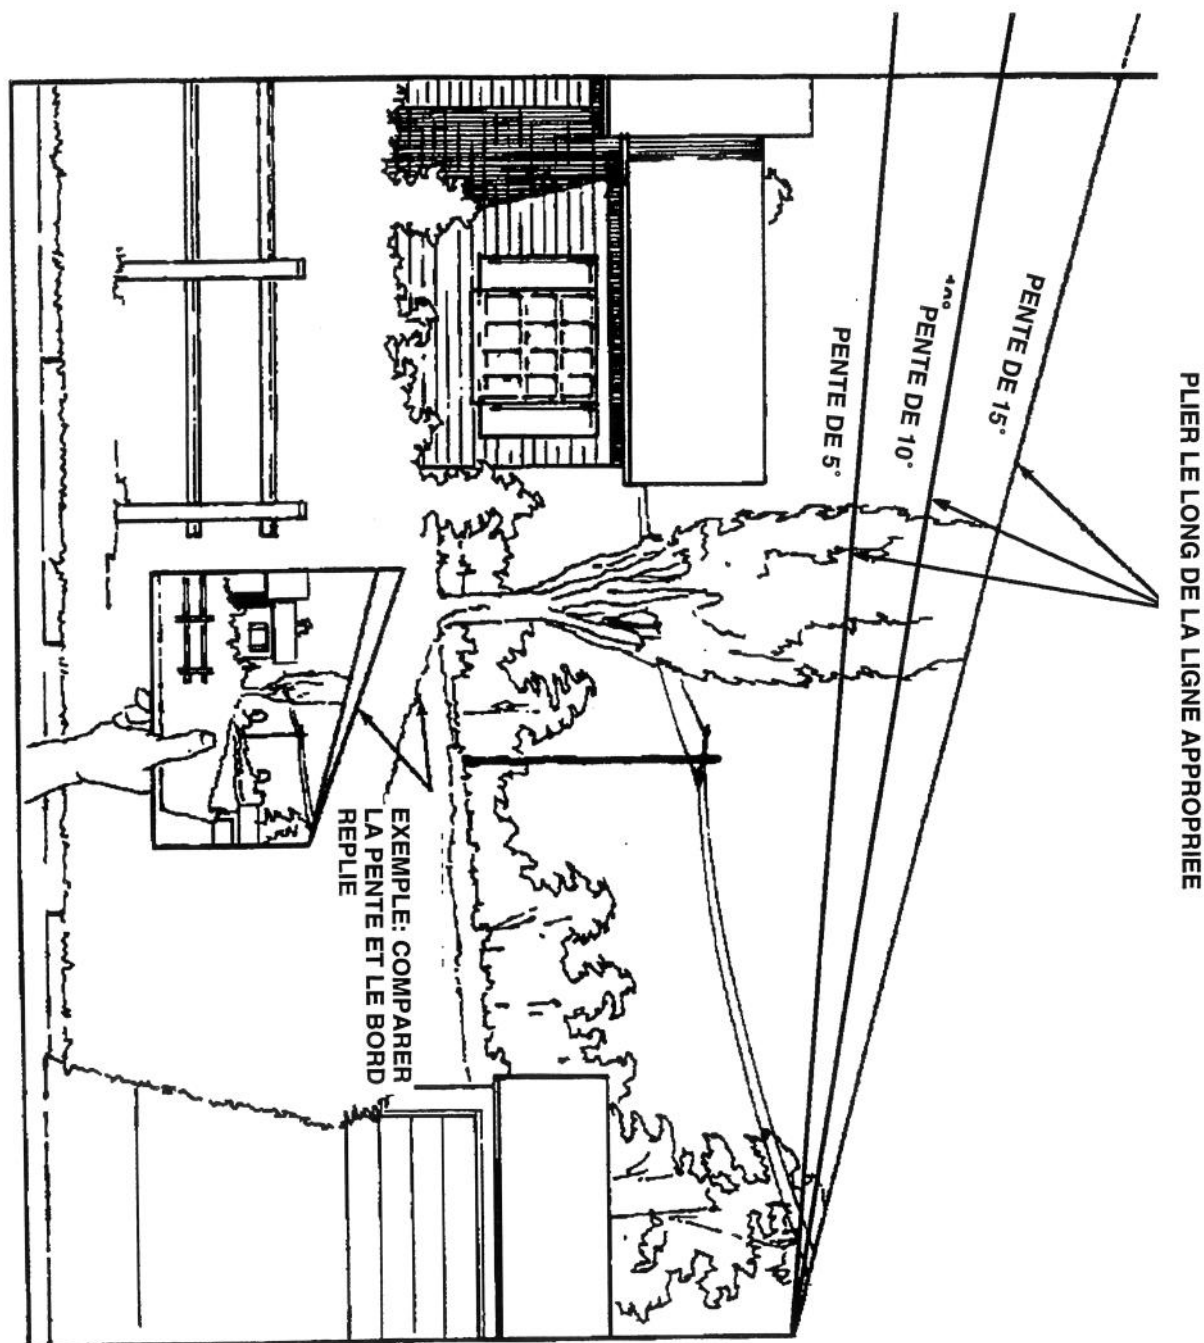 PLIER LE LONG DE LA LIGNE APPROPRIEE
PENTE DE 15°
10°
PENTE DE 10°
PENTE DE 5°
EXEMPLE: COMPARER
LA PENTE ET LE BORD
REPLIE